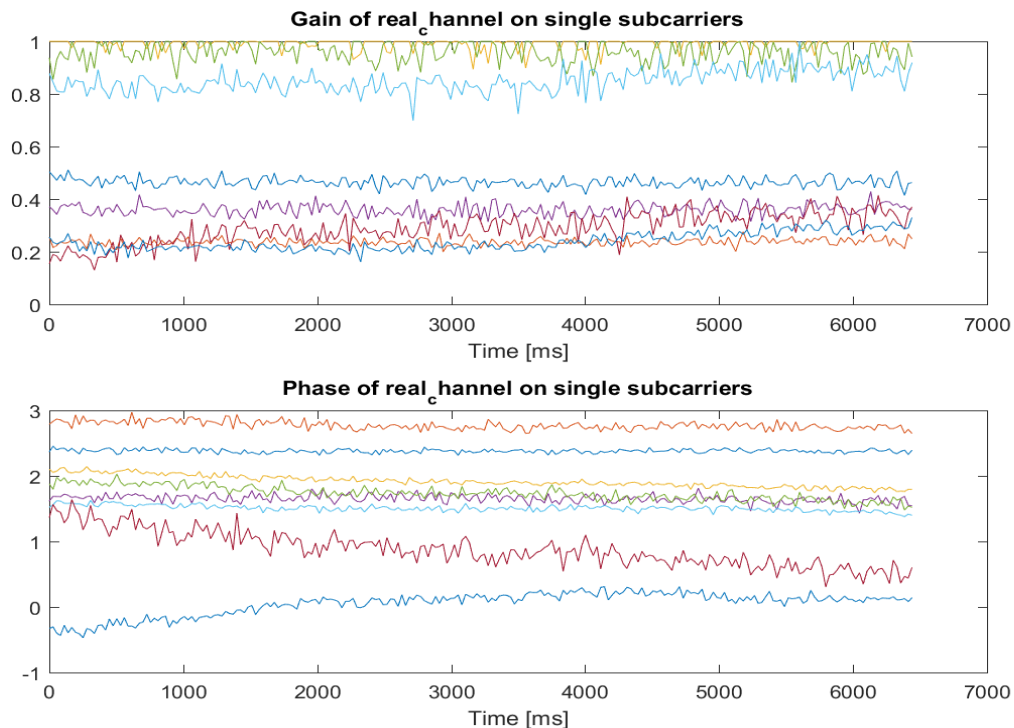 Gain of real_channel on single subcarriers
1
0.8
0.6
0.4
0.2
0
0 1000 2000 3000 4000 5000 6000 7000
Time [ms]
Phase of real_channel on single subcarriers
3
2
1
0
-1
0 1000 2000 3000 4000 5000 6000 7000
Time [ms]